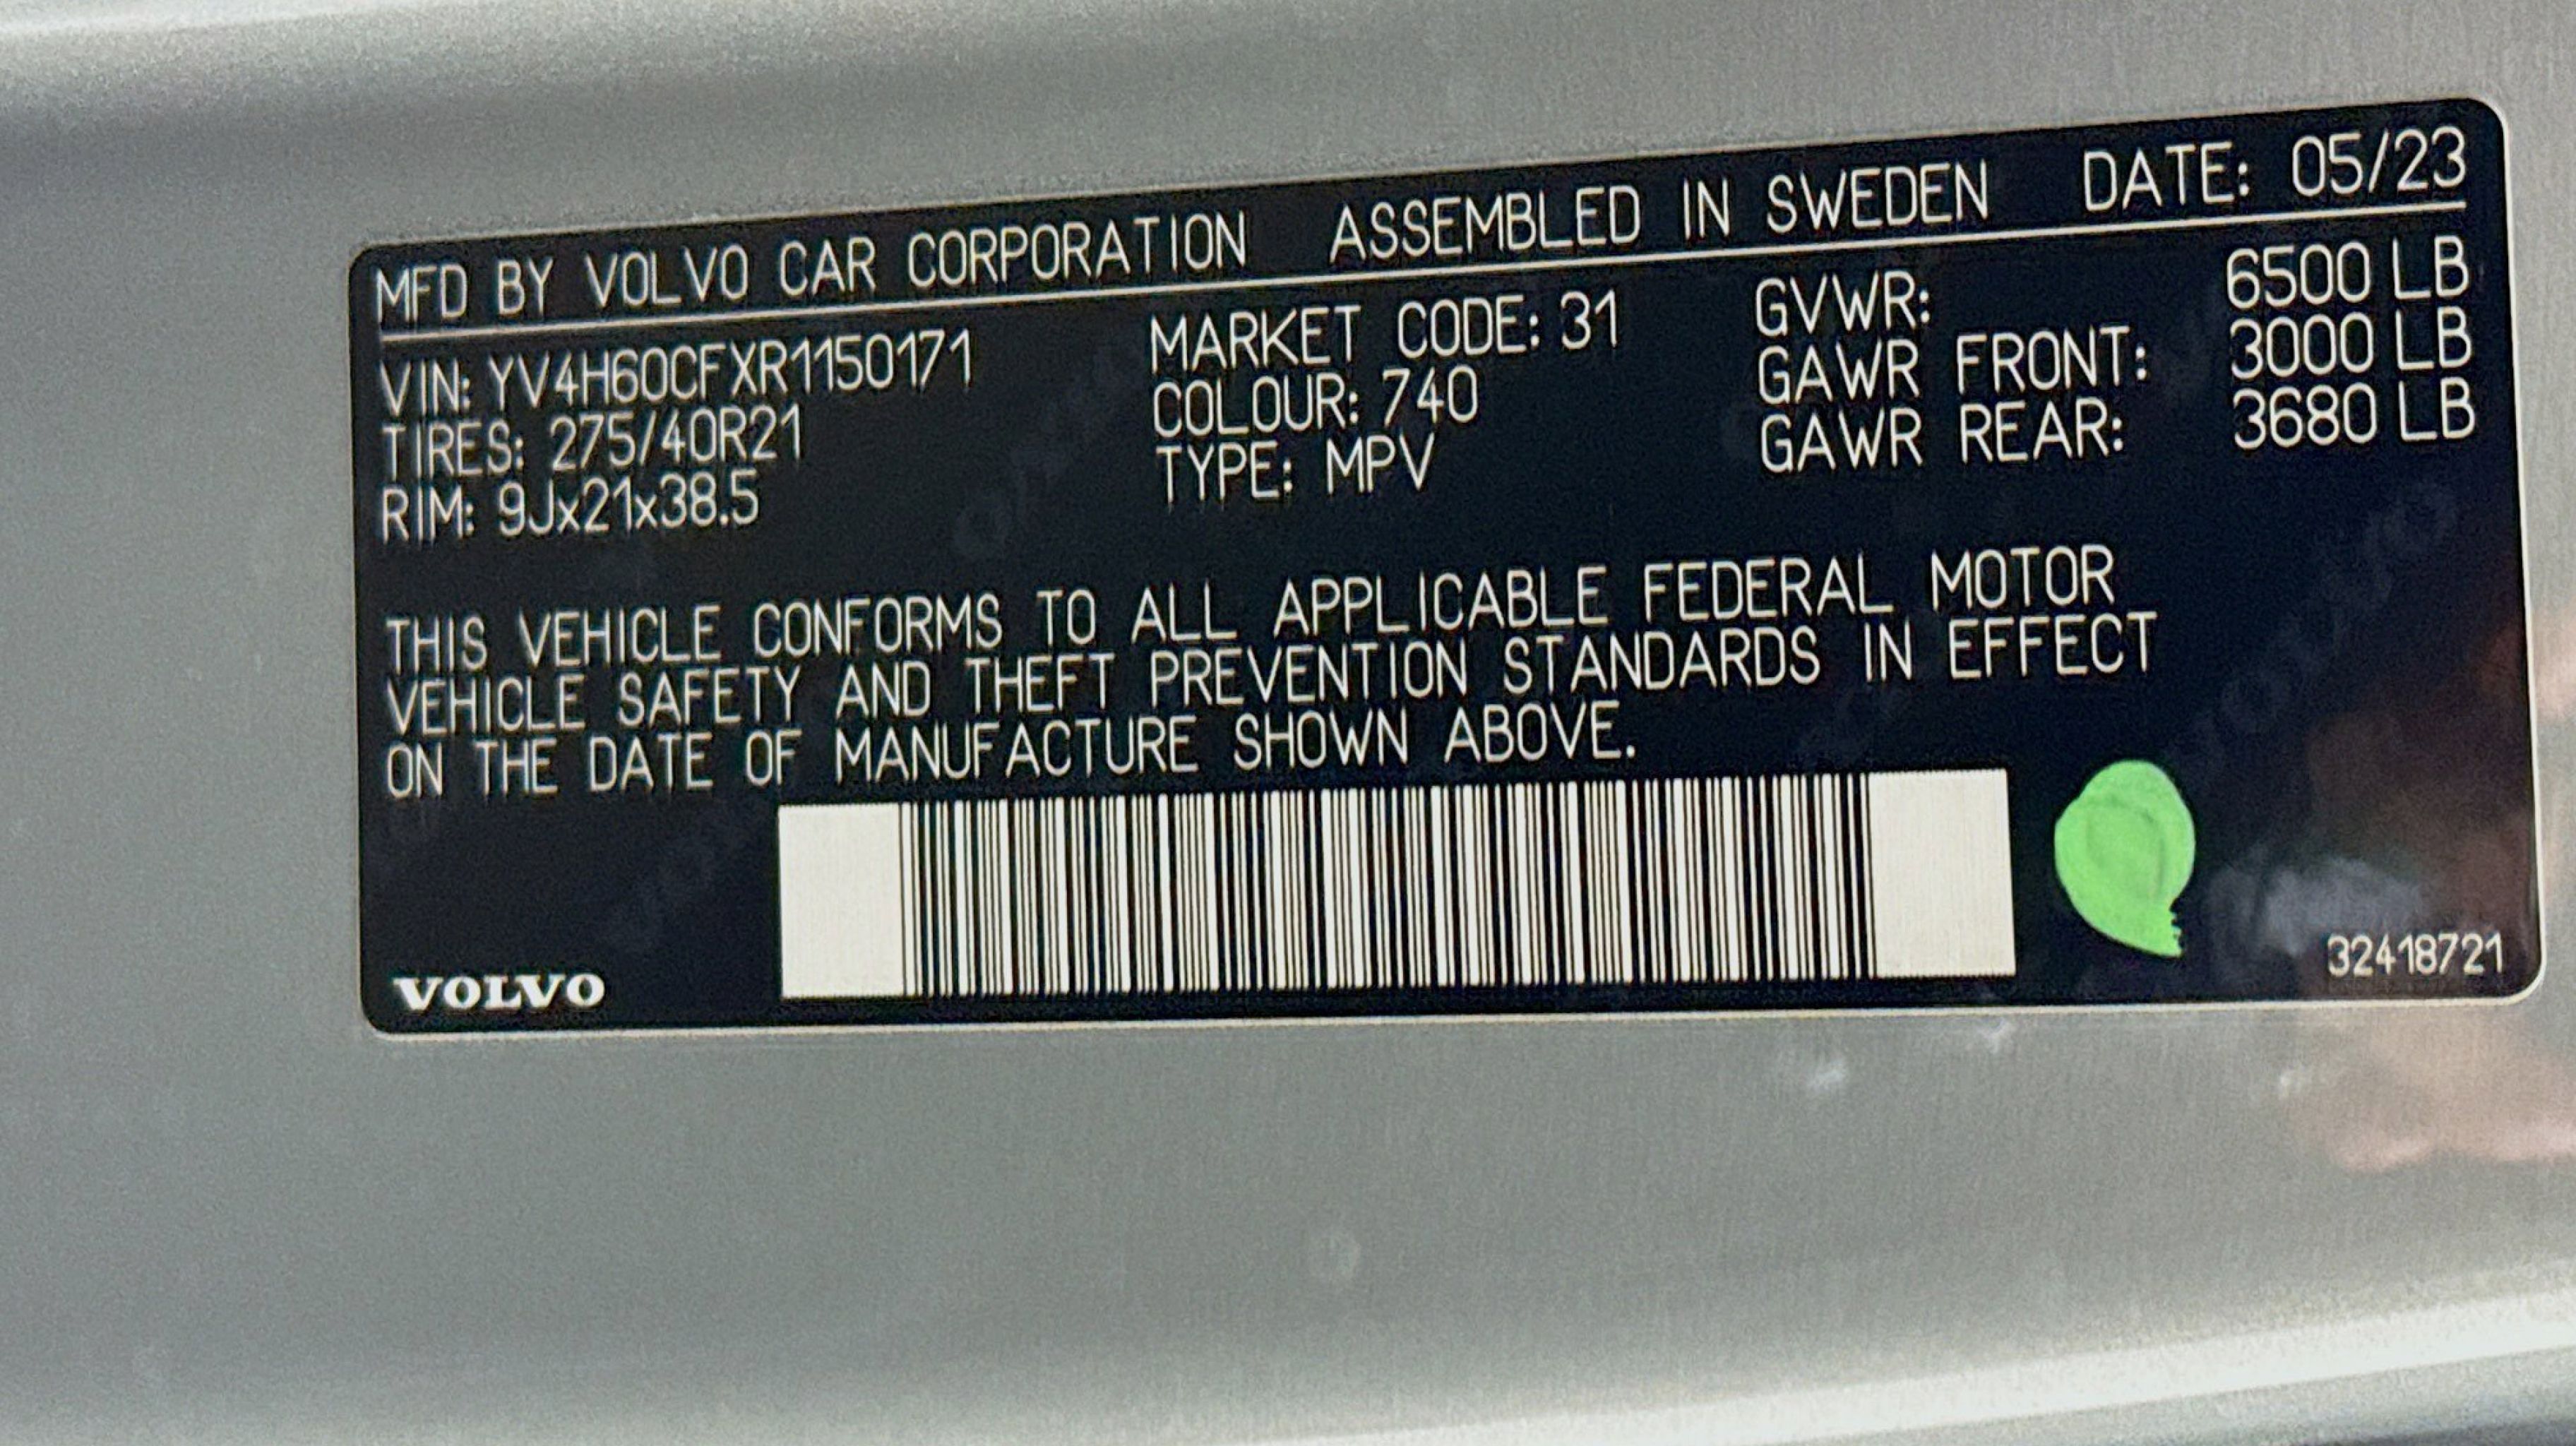 MFD BY VOLVO CAR CORPORATION ASSEMBLED IN SWEDEN DATE: 05/23
VIN: YV4H60CFXR1150171 MARKET CODE: 31 GVWR: 6500 LB
TIRES: 275/40R21 COLOUR: 740 GAWR FRONT: 3000 LB
RIM: 9Jx21x38.5 TYPE: MPV GAWR REAR: 3680 LB
THIS VEHICLE CONFORMS TO ALL APPLICABLE FEDERAL MOTOR
VEHICLE SAFETY AND THEFT PREVENTION STANDARDS IN EFFECT
ON THE DATE OF MANUFACTURE SHOWN ABOVE.
VOLVO 32418721